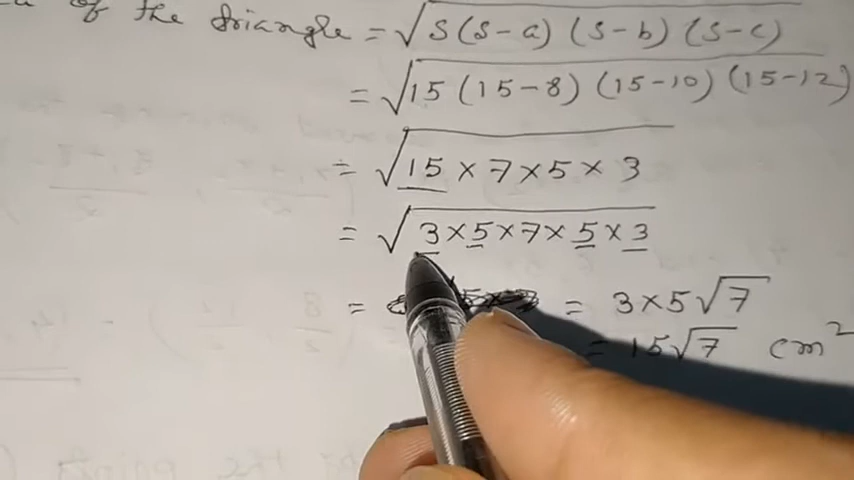 of the triangle = √S(S-a) (S-b) (S-c)
= √15 (15-8) (15-10) (15-12)
= √15 × 7 × 5 × 3
= √3 × 5 × 7 × 5 × 3
= = 3 × 5 √7
= 15 √7 cm²